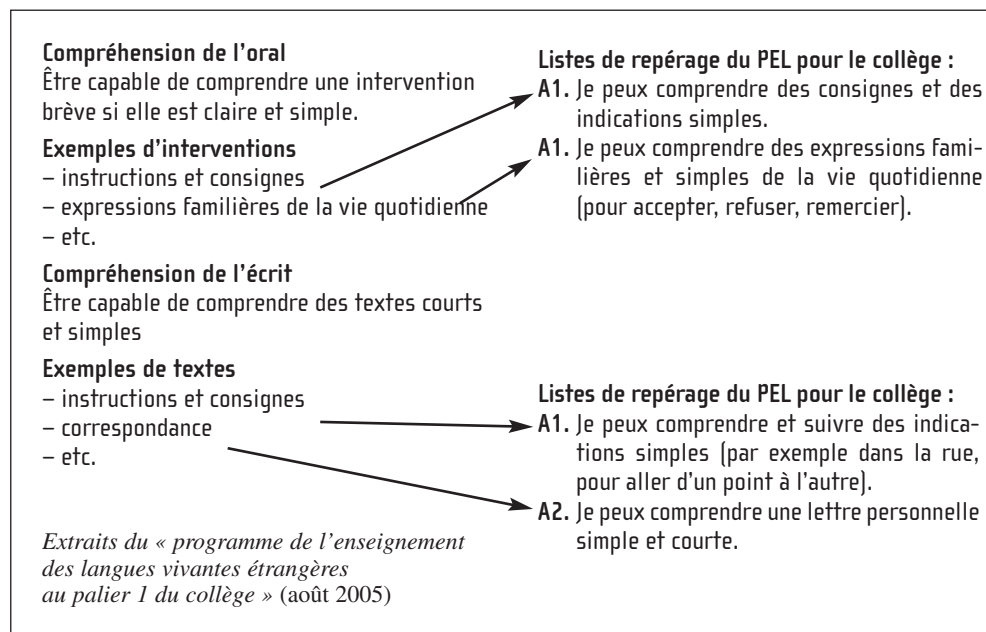 Compréhension de l'oral
Être capable de comprendre une intervention
brève si elle est claire et simple.
Exemples d'interventions
– instructions et consignes
– expressions familières de la vie quotidienne
– etc.
Compréhension de l'écrit
Être capable de comprendre des textes courts
et simples
Exemples de textes
– instructions et consignes
– correspondance
– etc.
Extraits du « programme de l'enseignement
des langues vivantes étrangères
au palier 1 du collège » (août 2005)
Listes de repérage du PEL pour le collège :
A1. Je peux comprendre des consignes et des
indications simples.
A1. Je peux comprendre des expressions fami-
lières et simples de la vie quotidienne
(pour accepter, refuser, remercier).
Listes de repérage du PEL pour le collège :
A1. Je peux comprendre et suivre des indica-
tions simples (par exemple dans la rue,
pour aller d'un point à l'autre).
A2. Je peux comprendre une lettre personnelle
simple et courte.